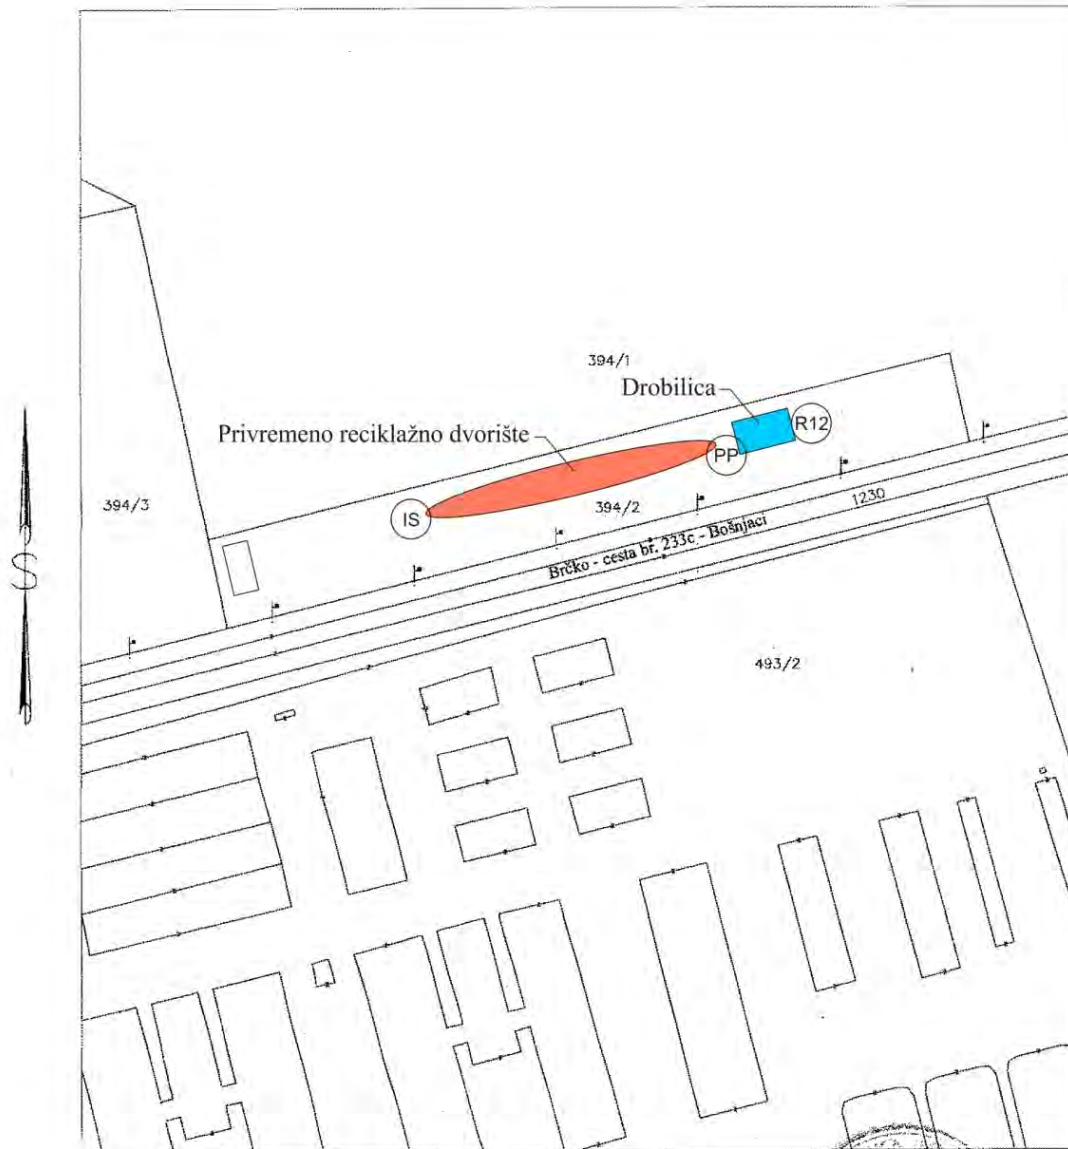 394/1
Drobilica
R12
Privremeno reciklažno dvorište
PP
394/3
IS
394/2
1230
Brčko - cesta br. 233c - Bošnjaci
S
493/2